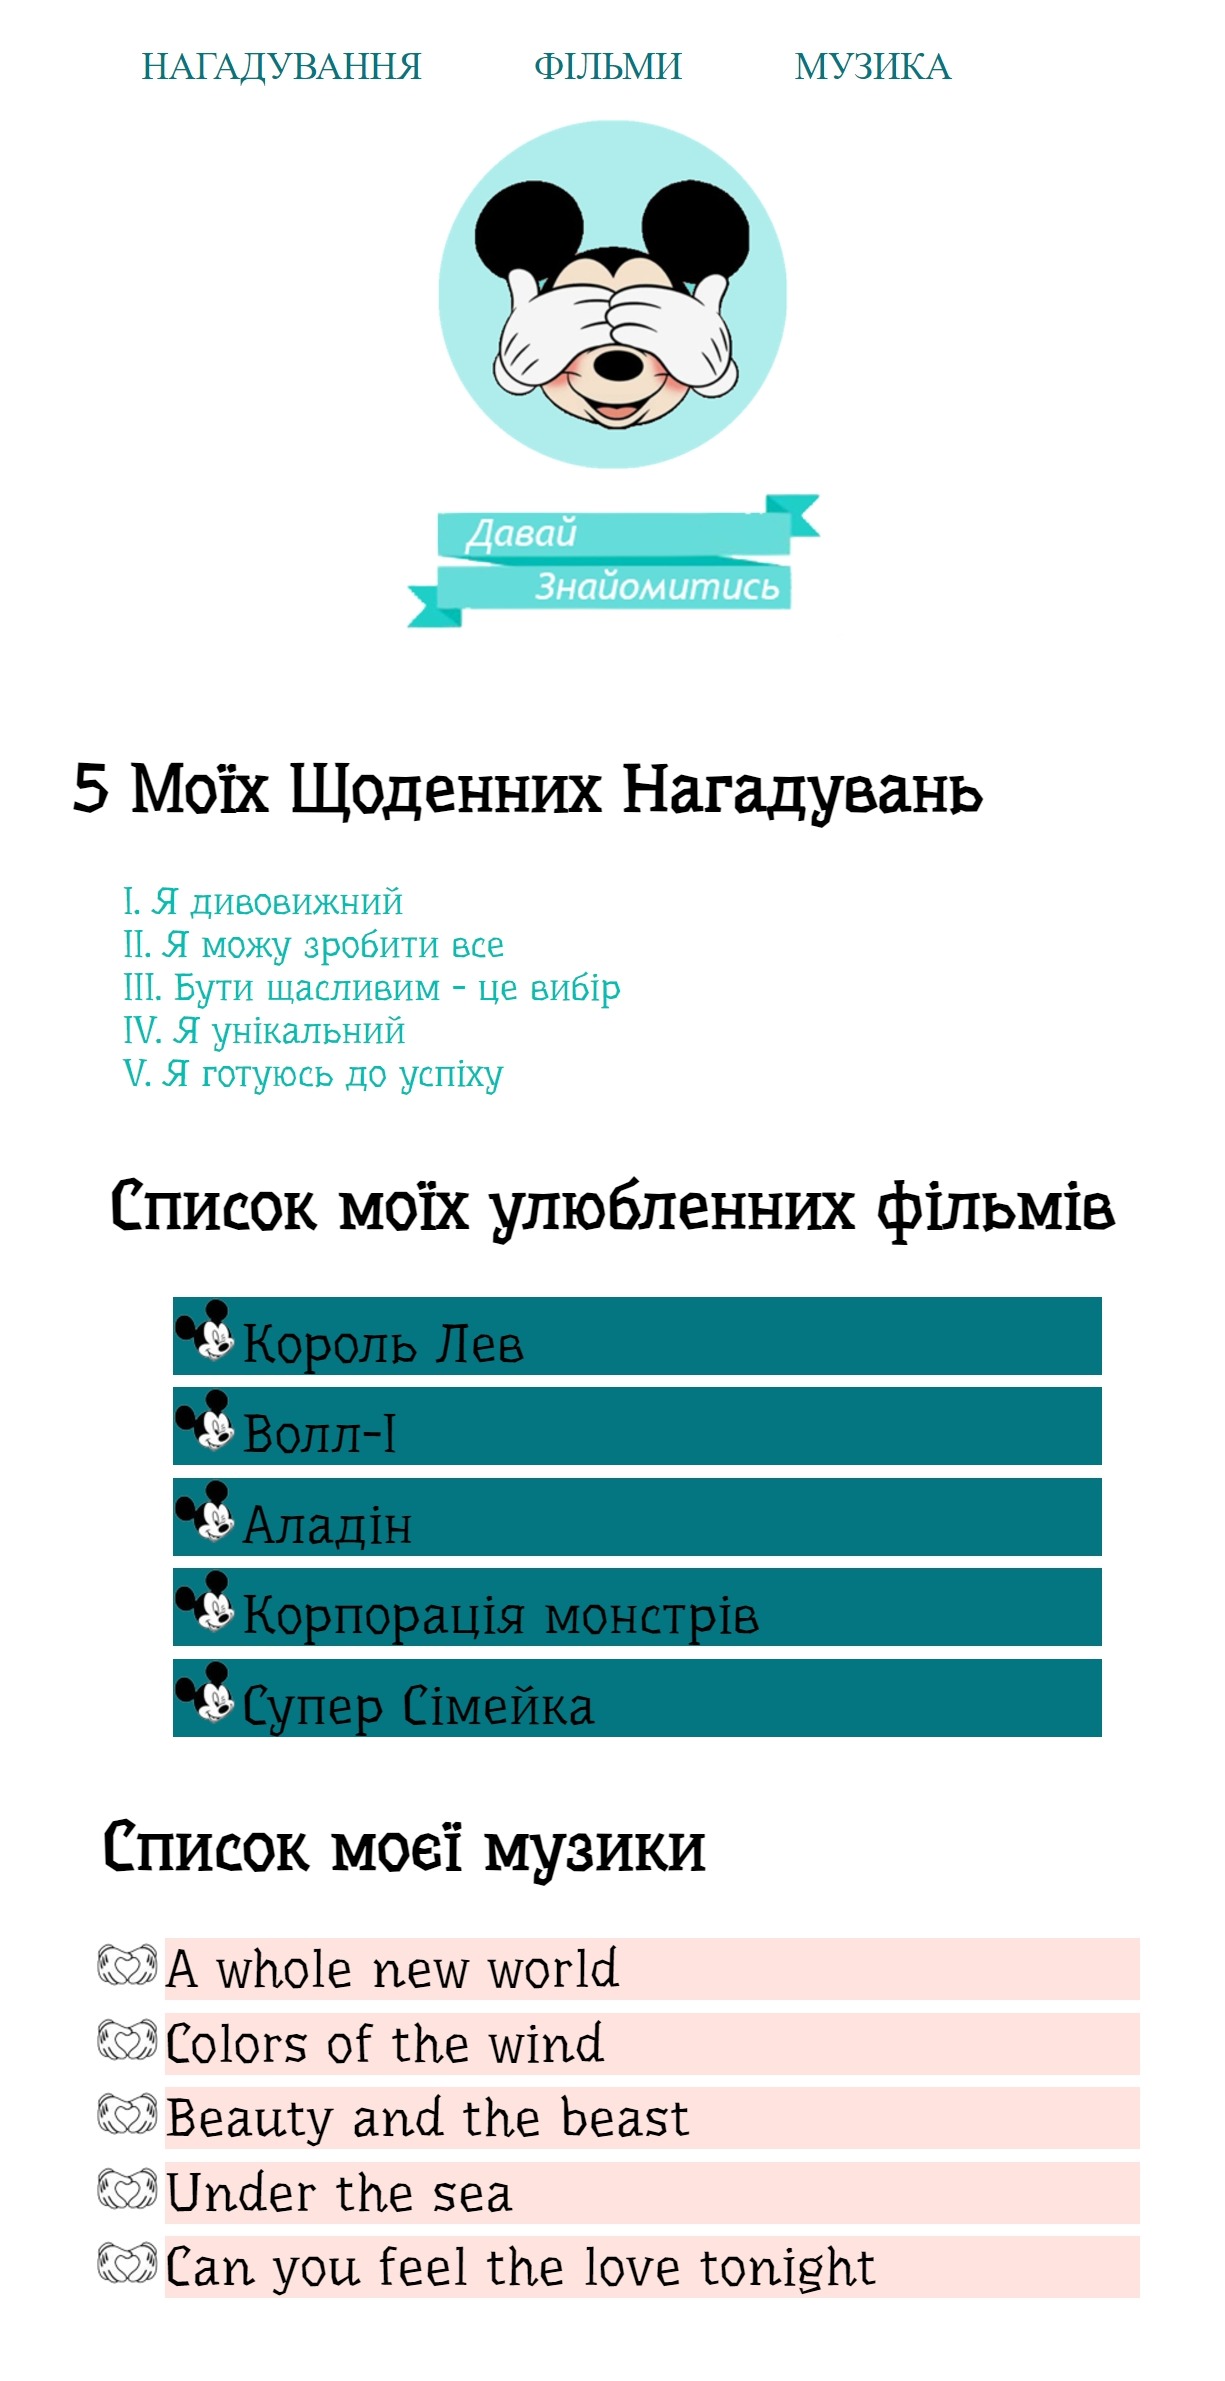 НАГАДУВАННЯ ФІЛЬМИ МУЗИКА
Давай
Знайомитись
5 Моїх Щоденних Нагадувань
I. Я дивовижний
II. Я можу зробити все
III. Бути щасливим - це вибір
IV. Я унікальний
V. Я готуюсь до успіху
Список моїх улюбленних фільмів
Король Лев
Волл-І
Аладін
Корпорація монстрів
Супер Сімейка
Список моєї музики
A whole new world
Colors of the wind
Beauty and the beast
Under the sea
Can you feel the love tonight